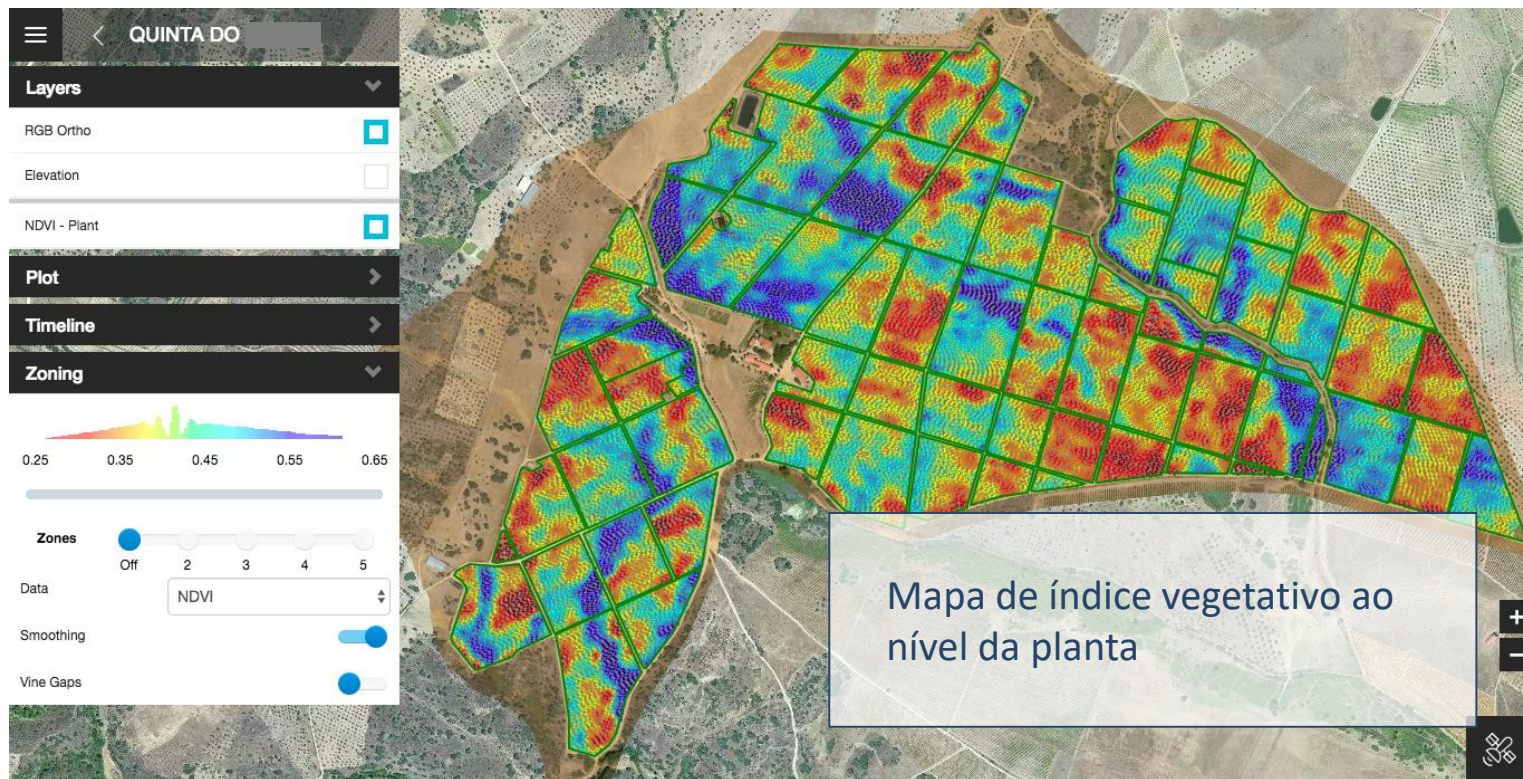 QUINTA DO
Layers
RGB Ortho
Elevation
NDVI - Plant
Plot
Timeline
Zoning
0.25 0.35 0.45 0.55 0.65
Zones
Off 2 3 4 5
Data NDVI
Smoothing
Vine Gaps
Mapa de índice vegetativo ao
nível da planta
+
−